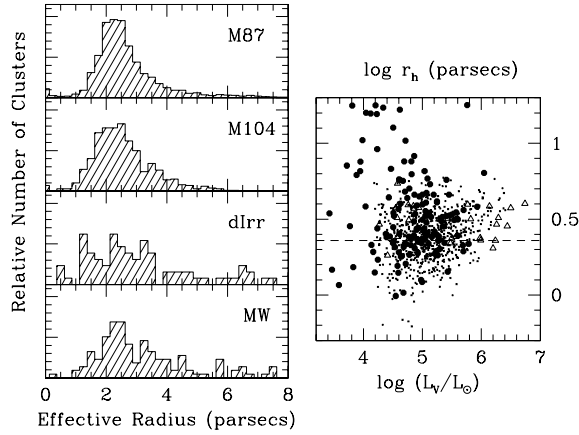 Relative Number of Clusters
M87
M104
dIrr
MW
0 2 4 6 8
Effective Radius (parsecs)
log r_h (parsecs)
1
0.5
0
4 5 6 7
log (L_V/L_⊙)